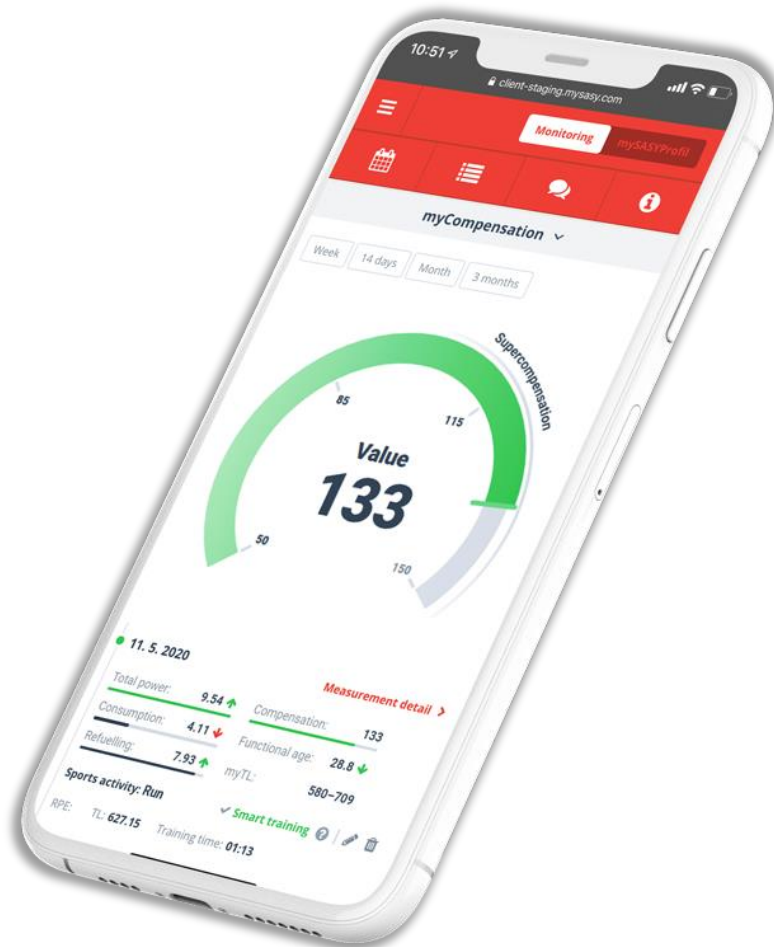 10:51
client-staging.mysasy.com
Monitoring mySASYProfil
myCompensation
Week 14 days Month 3 months
Supercompensation
85 115
Value
133
50 150
11. 5. 2020
Measurement detail
Total power: 9.54 Compensation: 133
Consumption: 4.11 Functional age: 28.8
Refuelling: 7.93 myTL: 580–709
Sports activity: Run Smart training
RPE: TL: 627.15 Training time: 01:13